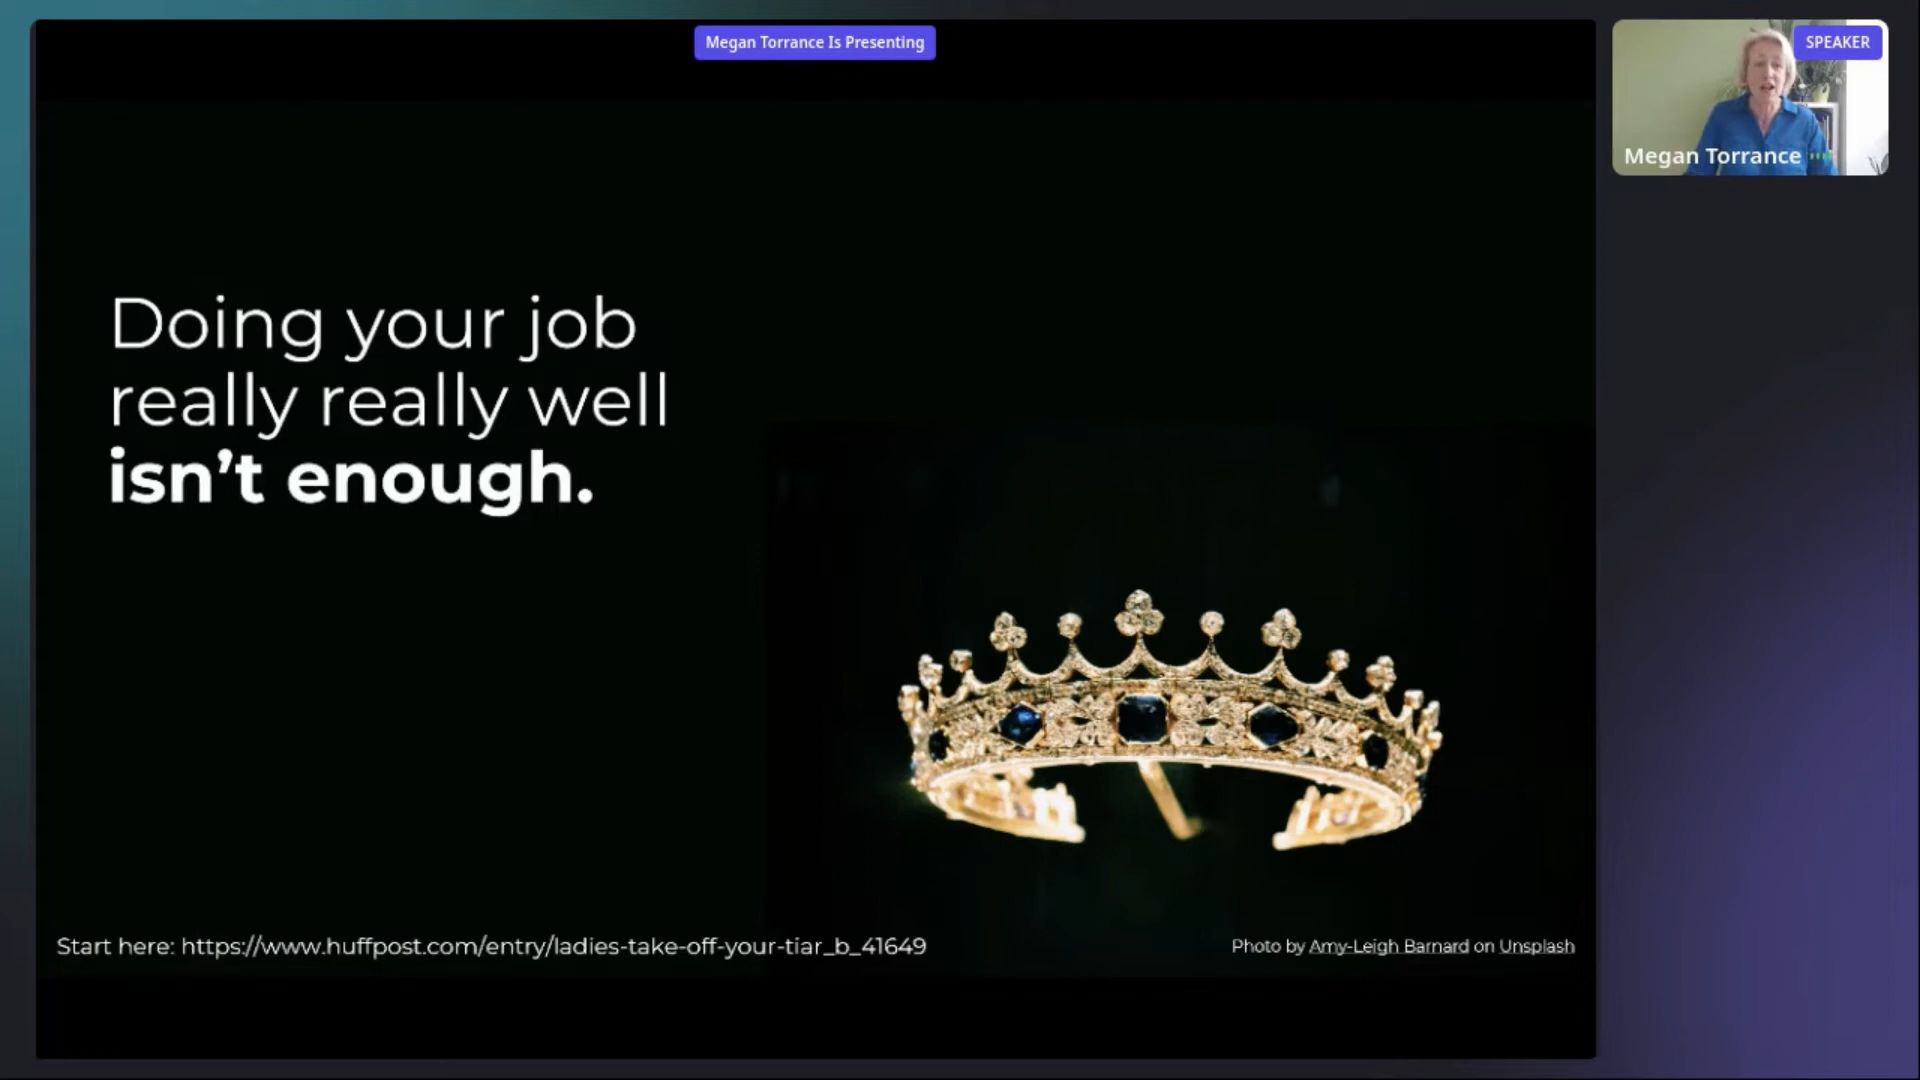 Megan Torrance Is Presenting
SPEAKER
Megan Torrance
Doing your job
really really well
isn’t enough.
Start here: https://www.huffpost.com/entry/ladies-take-off-your-tiar_b_41649
Photo by Amy-Leigh Barnard on Unsplash